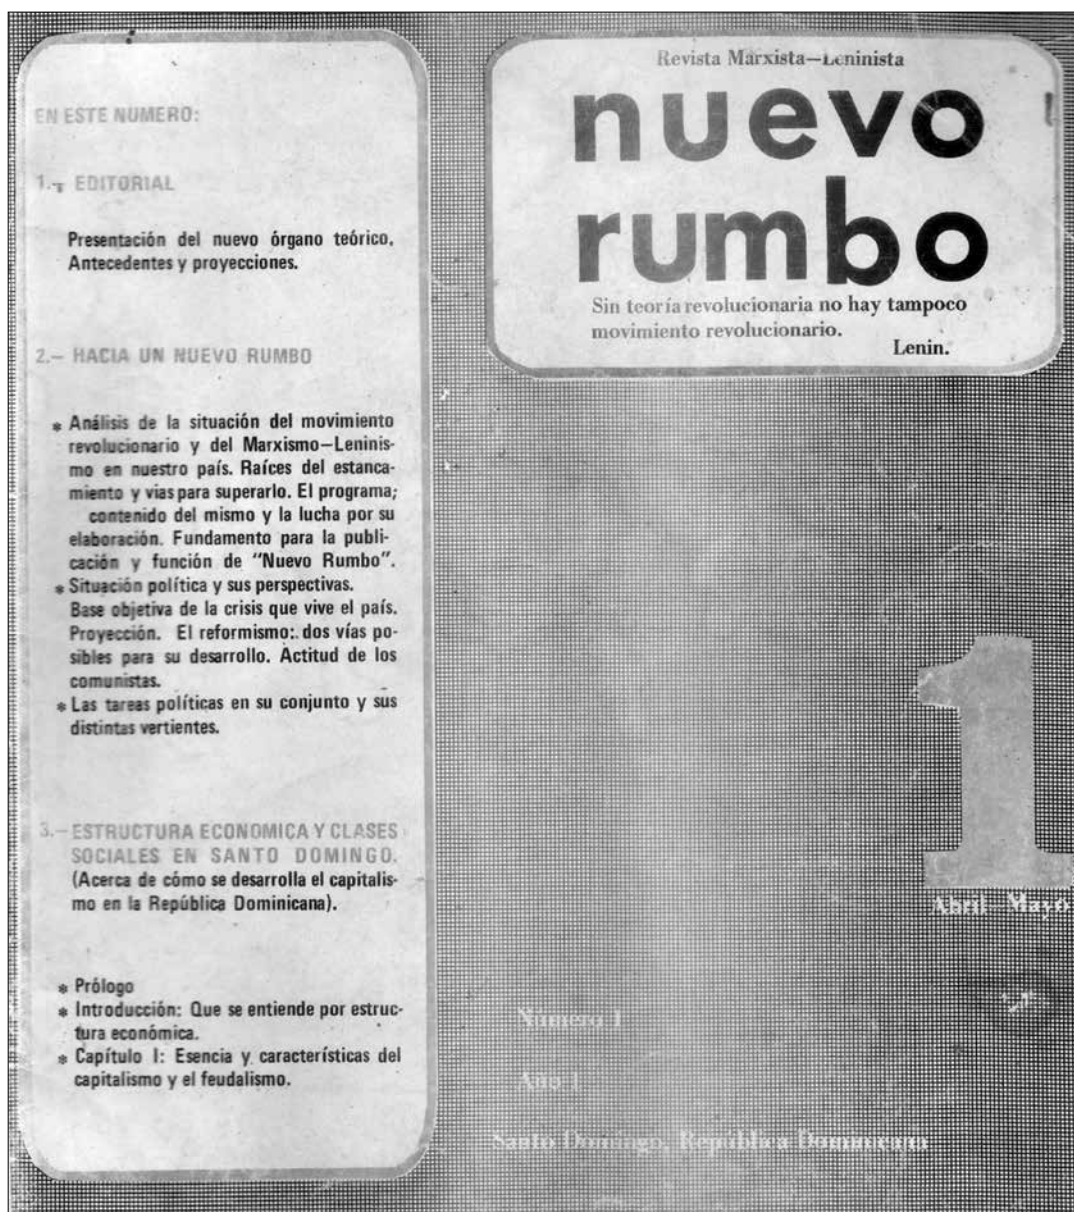 EN ESTE NUMERO:
1.- EDITORIAL
Presentación del nuevo órgano teórico.
Antecedentes y proyecciones.
2.- HACIA UN NUEVO RUMBO
* Análisis de la situación del movimiento
revolucionario y del Marxismo—Leninis-
mo en nuestro país. Raíces del estanca-
miento y vias para superarlo. El programa;
contenido del mismo y la lucha por su
elaboración. Fundamento para la publi-
cación y función de "Nuevo Rumbo".
* Situación política y sus perspectivas.
Base objetiva de la crisis que vive el país.
Proyección. El reformismo: dos vías po-
sibles para su desarrollo. Actitud de los
comunistas.
* Las tareas políticas en su conjunto y sus
distintas vertientes.
3.- ESTRUCTURA ECONOMICA Y CLASES
SOCIALES EN SANTO DOMINGO.
(Acerca de cómo se desarrolla el capitalis-
mo en la República Dominicana).
* Prólogo
* Introducción: Que se entiende por estruc-
tura económica.
* Capítulo I: Esencia y características del
capitalismo y el feudalismo.
Revista Marxista—Leninista
nuevo
rumbo
Sin teoría revolucionaria no hay tampoco
movimiento revolucionario.
Lenin.
1
Abril—Mayo
Número 1
Año 1
Santo Domingo, República Dominicana